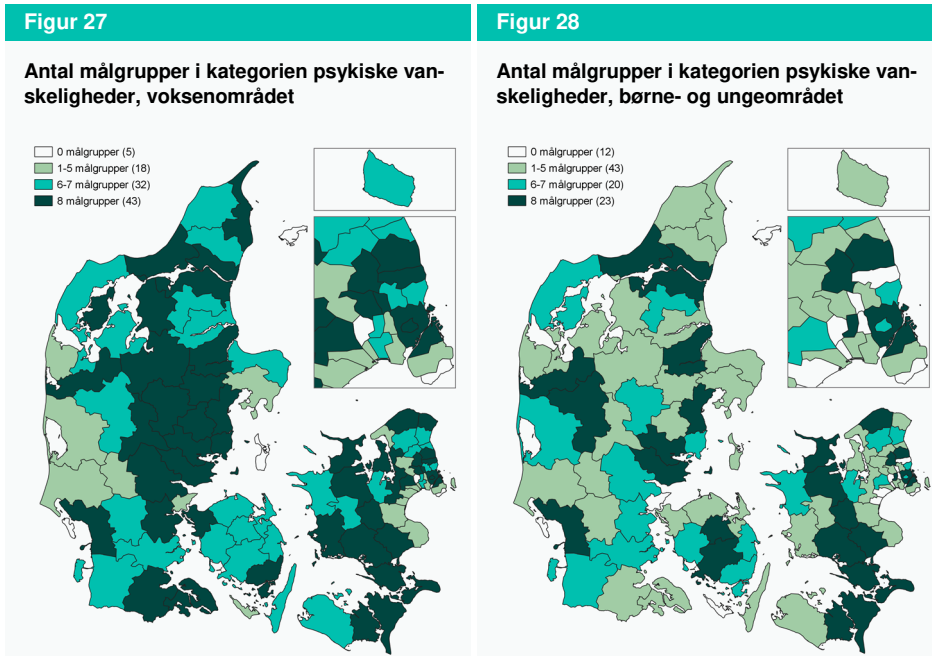 Figur 27
Antal målgrupper i kategorien psykiske van-
skeligheder, voksenområdet
0 målgrupper (5)
1-5 målgrupper (18)
6-7 målgrupper (32)
8 målgrupper (43)
Figur 28
Antal målgrupper i kategorien psykiske van-
skeligheder, børne- og ungeområdet
0 målgrupper (12)
1-5 målgrupper (43)
6-7 målgrupper (20)
8 målgrupper (23)